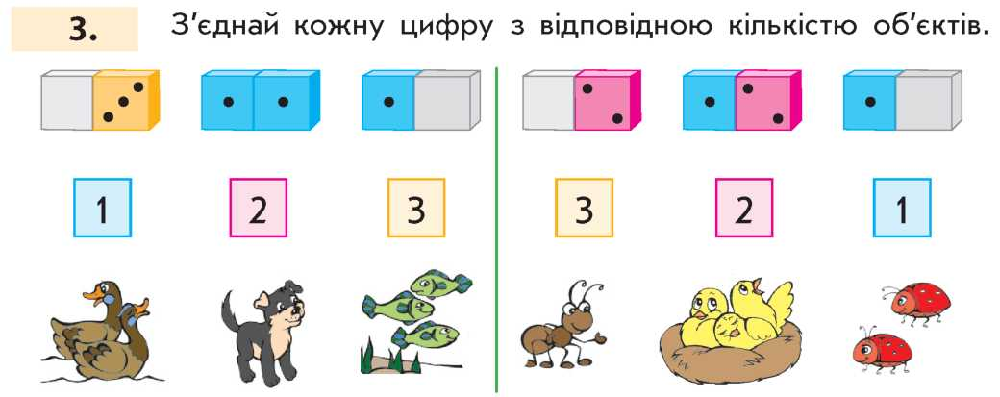 3. З’єднай кожну цифру з відповідною кількістю об’єктів.
1 2 3 3 2 1